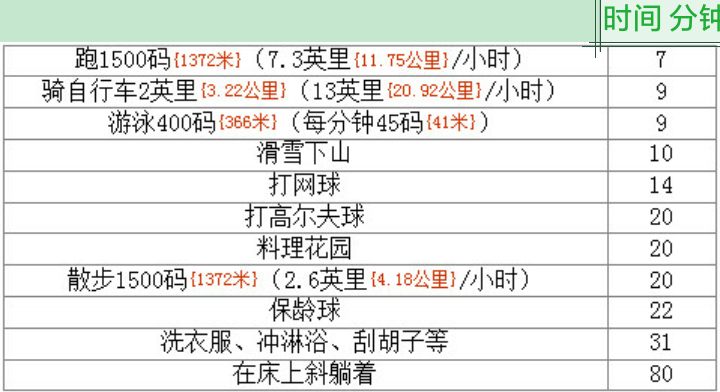 时间 分钟
跑1500码{1372米}（7.3英里{11.75公里}/小时） 7
骑自行车2英里{3.22公里}（13英里{20.92公里}/小时） 9
游泳400码{366米}（每分钟45码{41米}） 9
滑雪下山 10
打网球 14
打高尔夫球 20
料理花园 20
散步1500码{1372米}（2.6英里{4.18公里}/小时） 20
保龄球 22
洗衣服、冲淋浴、刮胡子等 31
在床上斜躺着 80